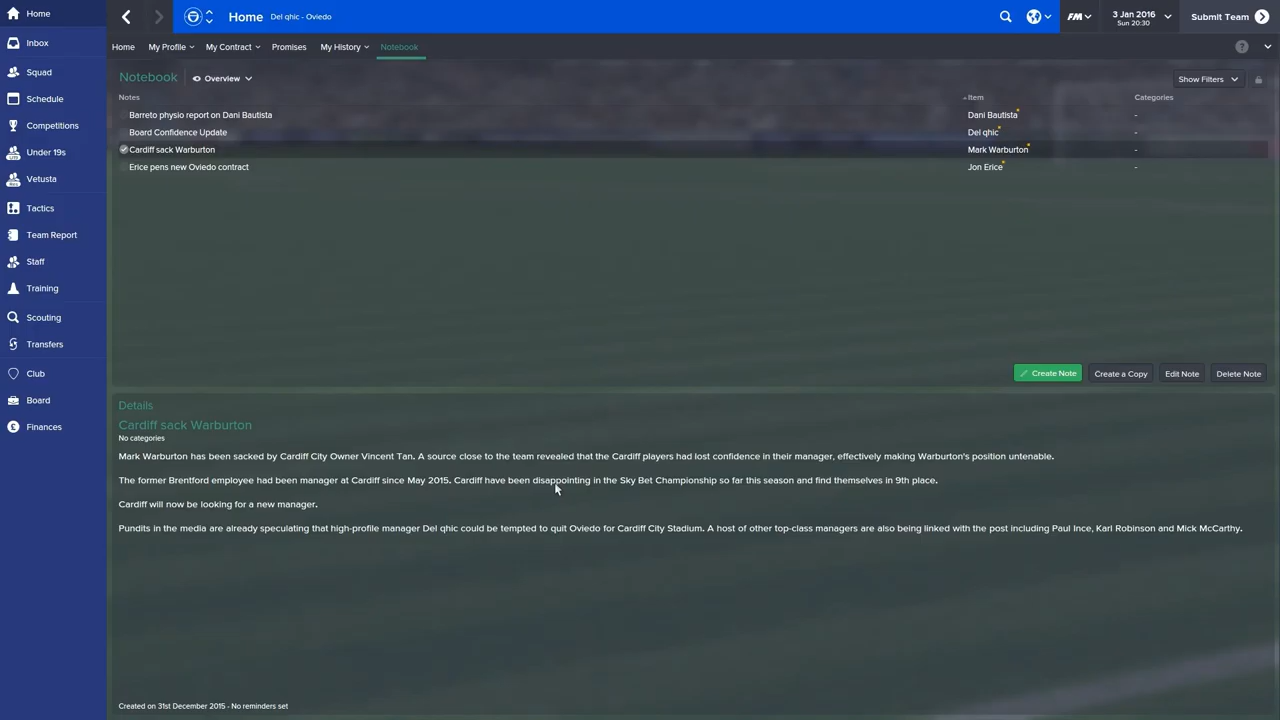 Home
Home
Del qhic - Oviedo
FM
3 Jan 2016
Sun 20:30
Submit Team
Inbox
Squad
Schedule
Competitions
Under 19s
Vetusta
Tactics
Team Report
Staff
Training
Scouting
Transfers
Club
Board
Finances
Home
My Profile
My Contract
Promises
My History
Notebook
?
Notebook
Overview
Show Filters
Notes
Item
Categories
Barreto physio report on Dani Bautista
Dani Bautista*
-
Board Confidence Update
Del qhic*
-
Cardiff sack Warburton
Mark Warburton*
-
Erice pens new Oviedo contract
Jon Erice*
-
Create Note
Create a Copy
Edit Note
Delete Note
Details
Cardiff sack Warburton
No categories
Mark Warburton has been sacked by Cardiff City Owner Vincent Tan. A source close to the team revealed that the Cardiff players had lost confidence in their manager, effectively making Warburton's position untenable.
The former Brentford employee had been manager at Cardiff since May 2015. Cardiff have been disappointing in the Sky Bet Championship so far this season and find themselves in 9th place.
Cardiff will now be looking for a new manager.
Pundits in the media are already speculating that high-profile manager Del qhic could be tempted to quit Oviedo for Cardiff City Stadium. A host of other top-class managers are also being linked with the post including Paul Ince, Karl Robinson and Mick McCarthy.
Created on 31st December 2015 - No reminders set